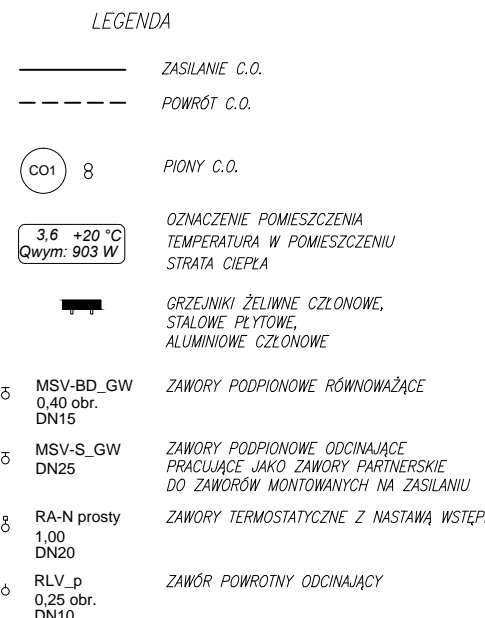 LEGENDA
ZASILANIE C.O.
POWRÓT C.O.
CO1
PIONY C.O.
3,6 +20 °C
Qwym: 903 W
OZNACZENIE POMIESZCZENIA
TEMPERATURA W POMIESZCZENIU
STRATA CIEPŁA
GRZEJNIKI ŻELIWNE CZŁONOWE,
STALOWE PŁYTOWE,
ALUMINIOWE CZŁONOWE
MSV-BD_GW
0,40 obr.
DN15
ZAWORY PODPIONOWE RÓWNOWAŻĄCE
MSV-S_GW
DN25
ZAWORY PODPIONOWE ODCINAJĄCE
PRACUJĄCE JAKO ZAWORY PARTNERSKIE
DO ZAWORÓW MONTOWANYCH NA ZASILANIU
RA-N prosty
1,00
DN20
ZAWORY TERMOSTATYCZNE Z NASTAWĄ WSTĘP
RLV_p
0,25 obr.
DN10
ZAWÓR POWROTNY ODCINAJĄCY